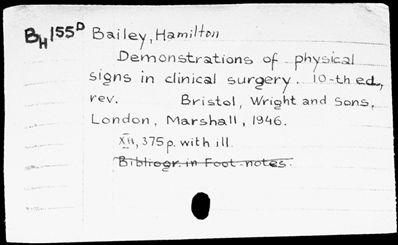 BH 155D Bailey, Hamilton
Demonstrations of physical
signs in clinical surgery. 10-th ed.,
rev. Bristol, Wright and Sons,
London, Marshall, 1946.
XII, 375 p. with ill.
Bibliogr. in Foot-notes.